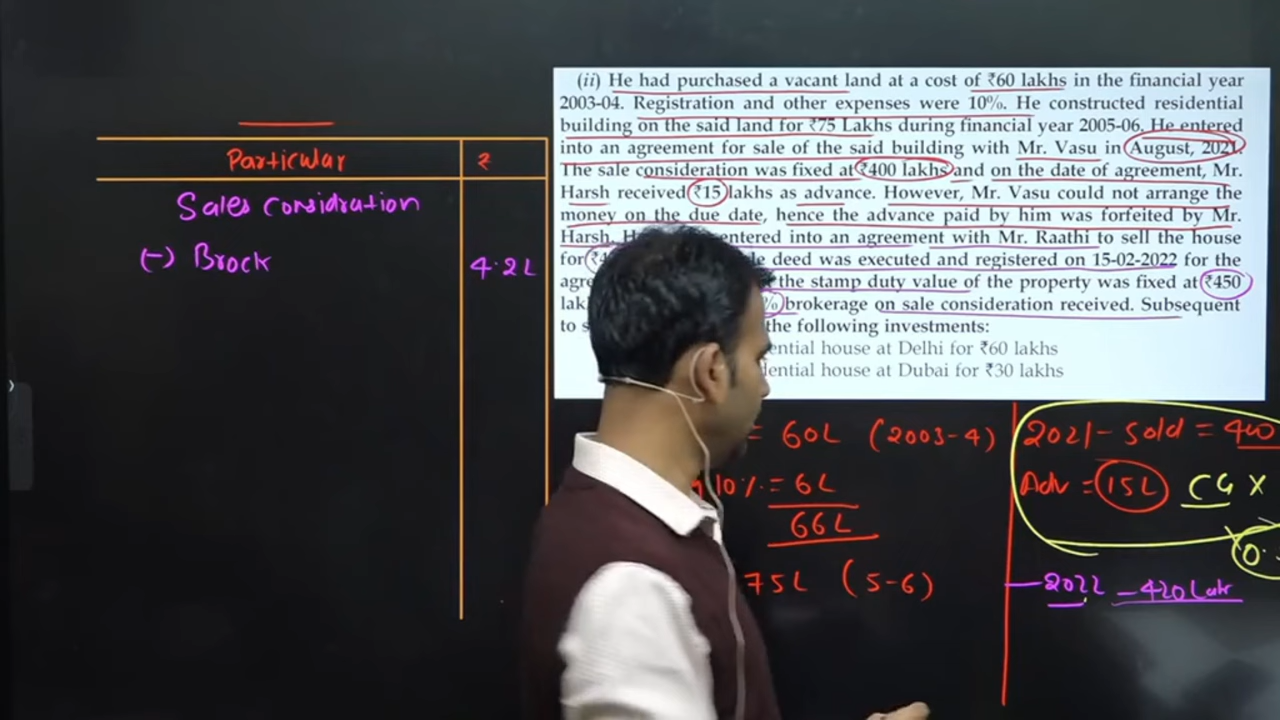 (ii) He had purchased a vacant land at a cost of ₹60 lakhs in the financial year
2003-04. Registration and other expenses were 10%. He constructed residential
building on the said land for ₹75 Lakhs during financial year 2005-06. He entered
into an agreement for sale of the said building with Mr. Vasu in August, 2021.
The sale consideration was fixed at ₹400 lakhs and on the date of agreement, Mr.
Harsh received ₹15 lakhs as advance. However, Mr. Vasu could not arrange the
money on the due date, hence the advance paid by him was forfeited by Mr.
Harsh. entered into an agreement with Mr. Raathi to sell the house
for deed was executed and registered on 15-02-2022 for the
the stamp duty value of the property was fixed at ₹450
% brokerage on sale consideration received. Subsequent
to the following investments:
house at Delhi for ₹60 lakhs
house at Dubai for ₹30 lakhs
Particular ₹
Sales Considration
(-) Brock 4.2L
= 60L (2003-4)
10% = 6L
66L
75L (5-6)
2021 - Sold = 400
Adv = 15L CG X
0.
2022 - 420 Lakr